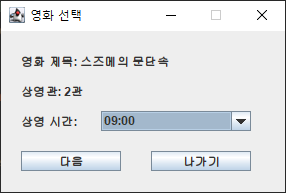 영화 선택
영화 제목: 스즈메의 문단속
상영관: 2관
상영 시간: 09:00
다음 나가기